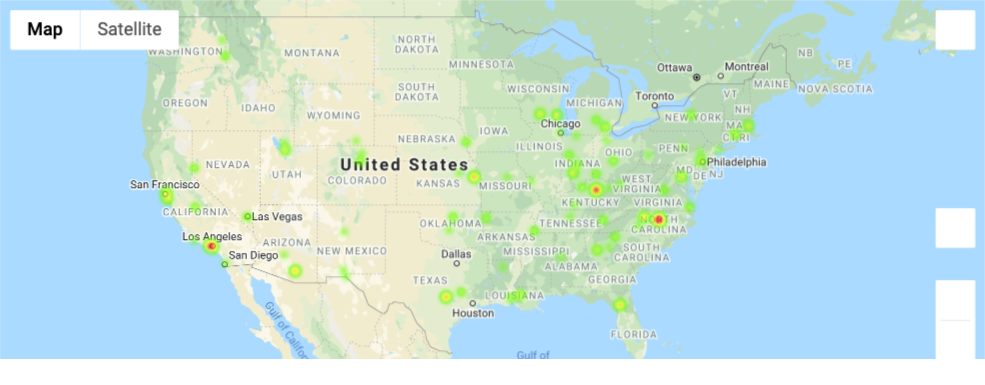 Map
Satellite
NORTH
DAKOTA
WASHINGTON
MONTANA
MINNESOTA
NB
PE
Ottawa
Montreal
MAINE
NOVA SCOTIA
SOUTH
DAKOTA
WISCONSIN
MICHIGAN
Toronto
VT
NH
OREGON
IDAHO
WYOMING
NEW YORK
MA
CT RI
Chicago
IOWA
NEBRASKA
ILLINOIS
INDIANA
OHIO
PENN
Philadelphia
MD
DE NJ
NEVADA
UTAH
United States
COLORADO
KANSAS
MISSOURI
WEST
VIRGINIA
KENTUCKY
VIRGINIA
San Francisco
CALIFORNIA
Las Vegas
OKLAHOMA
TENNESSEE
NORTH
CAROLINA
Los Angeles
ARIZONA
NEW MEXICO
ARKANSAS
San Diego
Dallas
MISSISSIPPI
SOUTH
CAROLINA
ALABAMA
GEORGIA
TEXAS
LOUISIANA
Houston
FLORIDA
Gulf of Califor
Gulf of